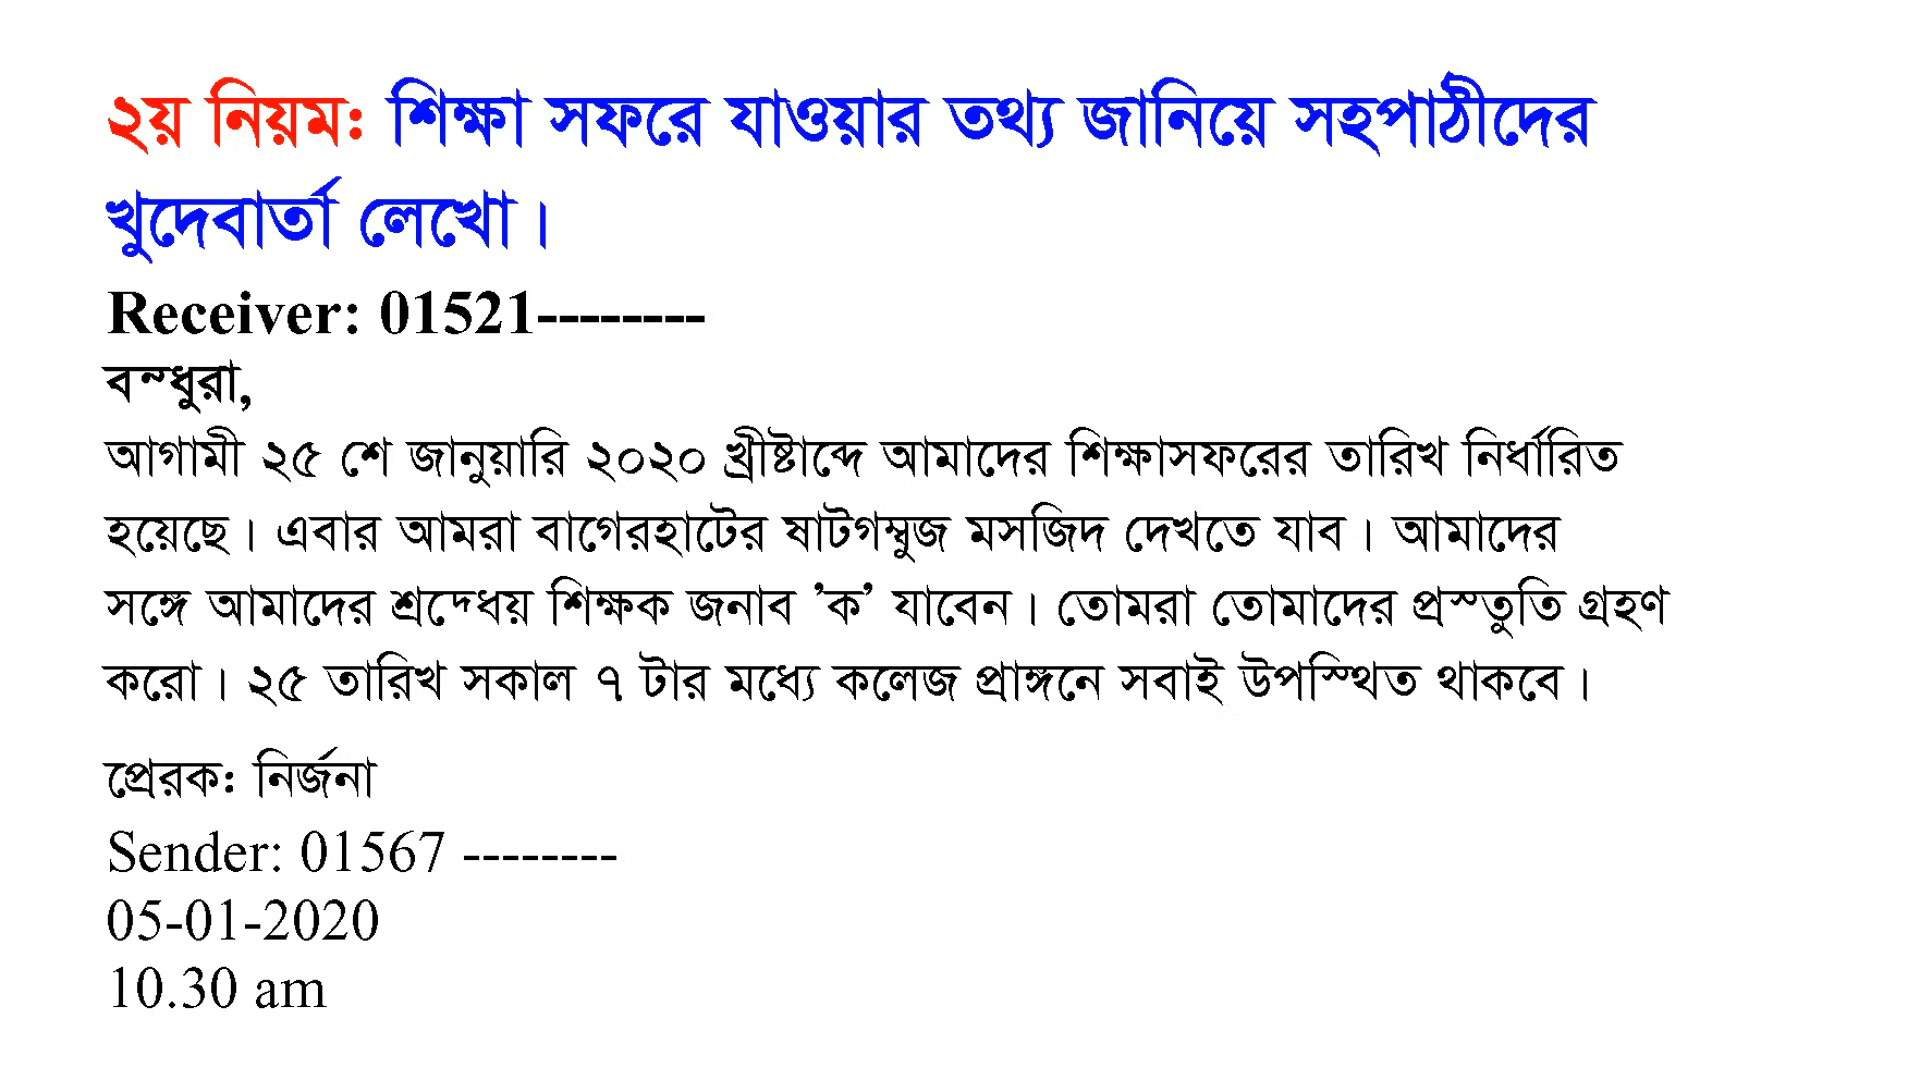 ২য় নিয়ম: শিক্ষা সফরে যাওয়ার তথ্য জানিয়ে সহপাঠীদের
খুদেবার্তা লেখো।
Receiver: 01521--------
বন্ধুরা,
আগামী ২৫ শে জানুয়ারি ২০২০ খ্রীষ্টাব্দে আমাদের শিক্ষাসফরের তারিখ নির্ধারিত
হয়েছে। এবার আমরা বাগেরহাটের ষাটগম্বুজ মসজিদ দেখতে যাব। আমাদের
সঙ্গে আমাদের শ্রদ্ধেয় শিক্ষক জনাব ’ক’ যাবেন। তোমরা তোমাদের প্রস্তুতি গ্রহণ
করো। ২৫ তারিখ সকাল ৭ টার মধ্যে কলেজ প্রাঙ্গনে সবাই উপস্থিত থাকবে।
প্রেরক: নির্জনা
Sender: 01567 --------
05-01-2020
10.30 am